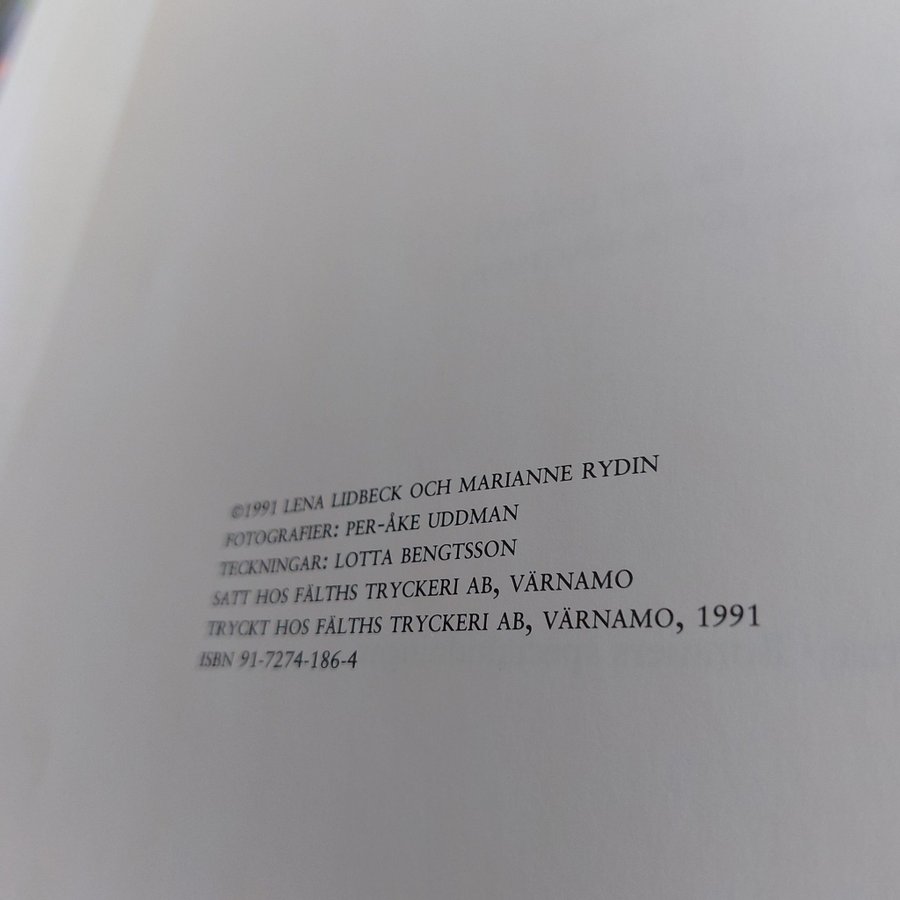 ©1991 LENA LIDBECK OCH MARIANNE RYDIN
FOTOGRAFIER: PER-ÅKE UDDMAN
TECKNINGAR: LOTTA BENGTSSON
SATT HOS FÄLTHS TRYCKERI AB, VÄRNAMO
TRYCKT HOS FÄLTHS TRYCKERI AB, VÄRNAMO, 1991
ISBN 91-7274-186-4